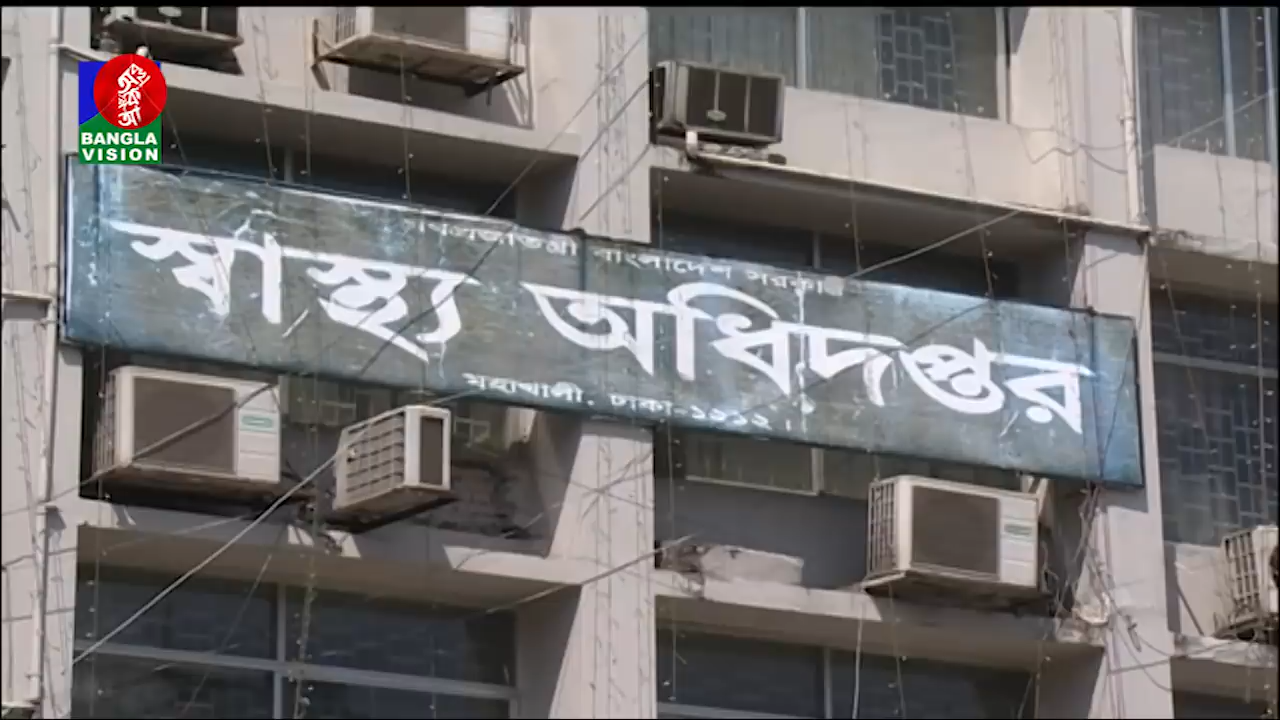 BANGLA
VISION
গণপ্রজাতন্ত্রী বাংলাদেশ সরকার
স্বাস্থ্য অধিদপ্তর
মহাখালী, ঢাকা-১২১২।